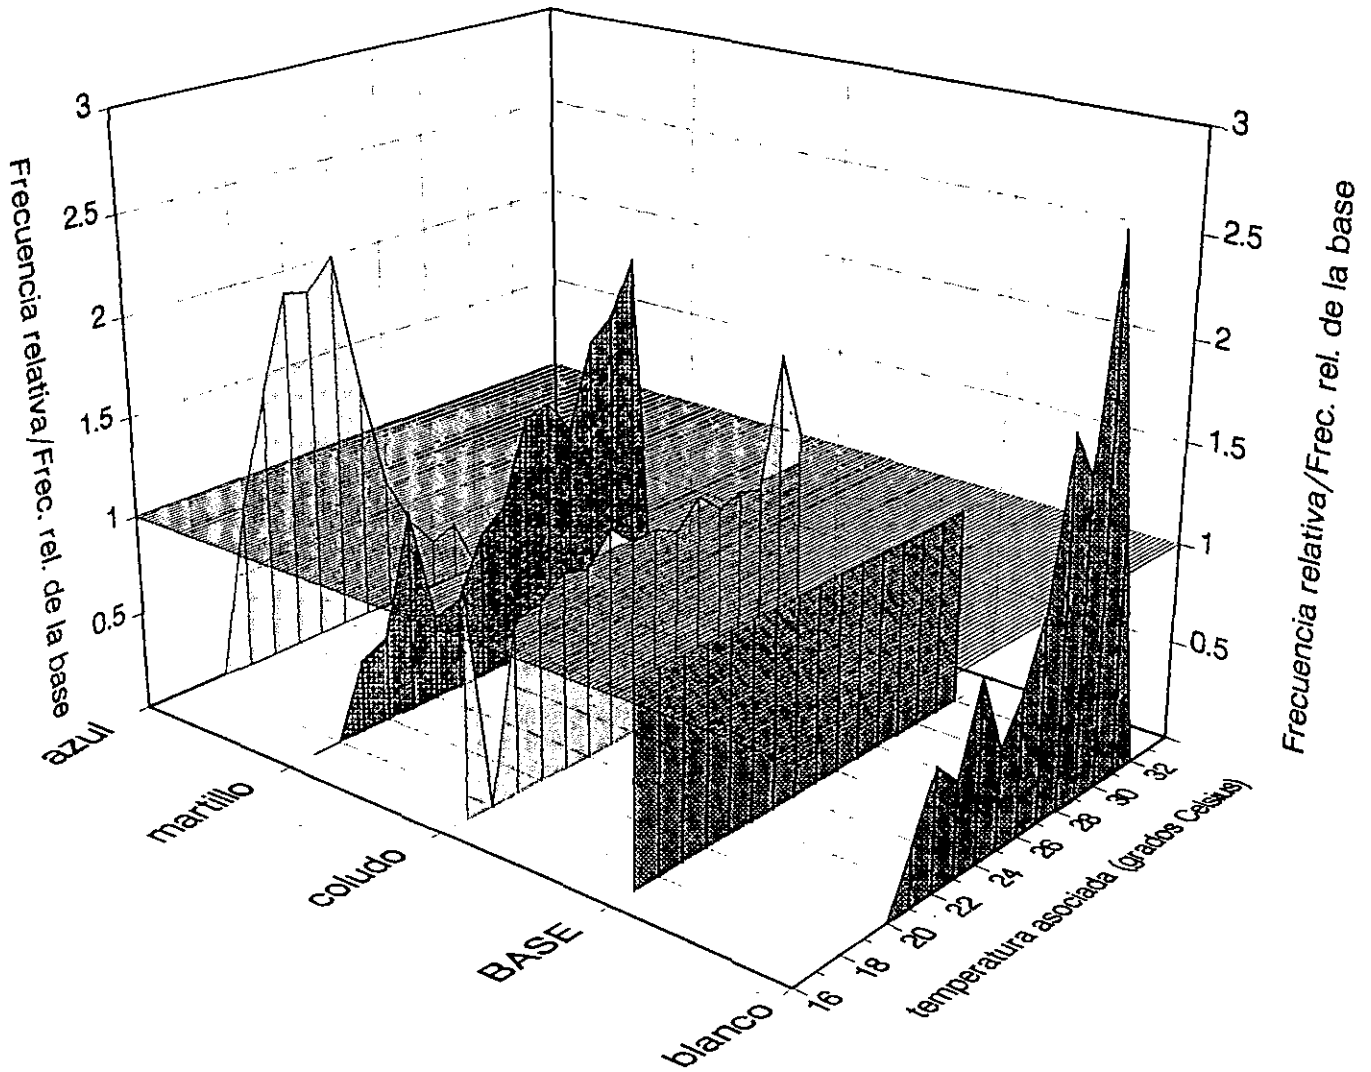 3
2.5
2
1.5
1
0.5
Frecuencia relativa/Frec. rel. de la base
3
2.5
2
1.5
1
0.5
Frecuencia relativa/Frec. rel. de la base
azul
martillo
coludo
BASE
blanco
16
18
20
22
24
26
28
30
32
temperatura asociada (grados Celsius)